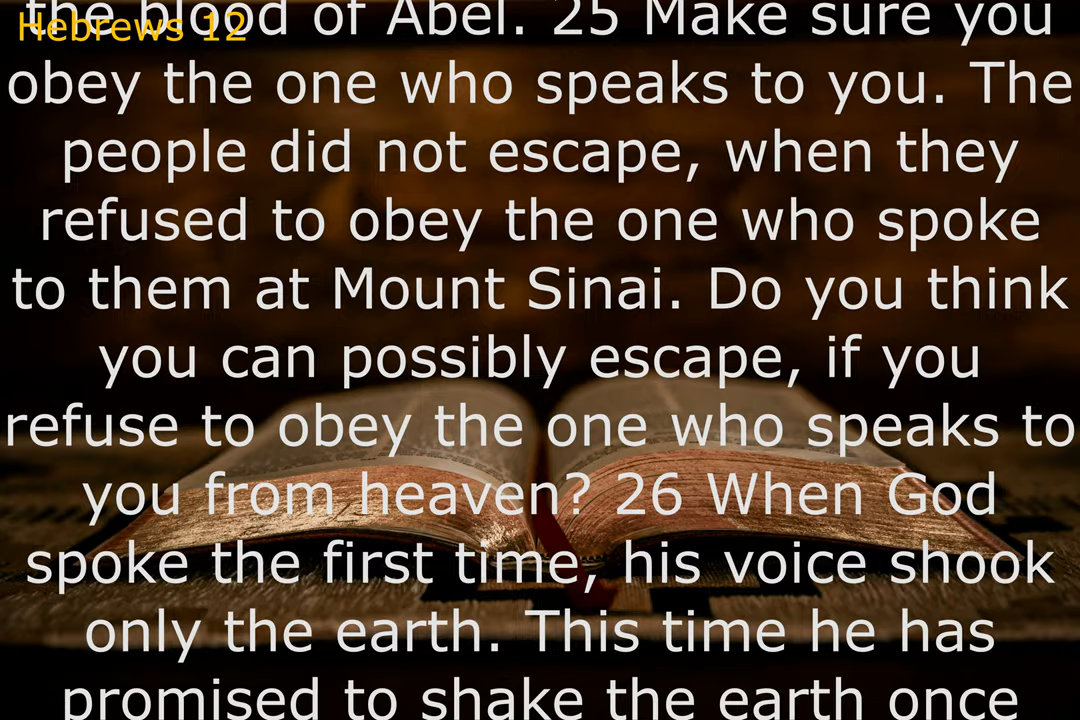 Hebrews 12
the blood of Abel. 25 Make sure you
obey the one who speaks to you. The
people did not escape, when they
refused to obey the one who spoke
to them at Mount Sinai. Do you think
you can possibly escape, if you
refuse to obey the one who speaks to
you from heaven? 26 When God
spoke the first time, his voice shook
only the earth. This time he has
promised to shake the earth once